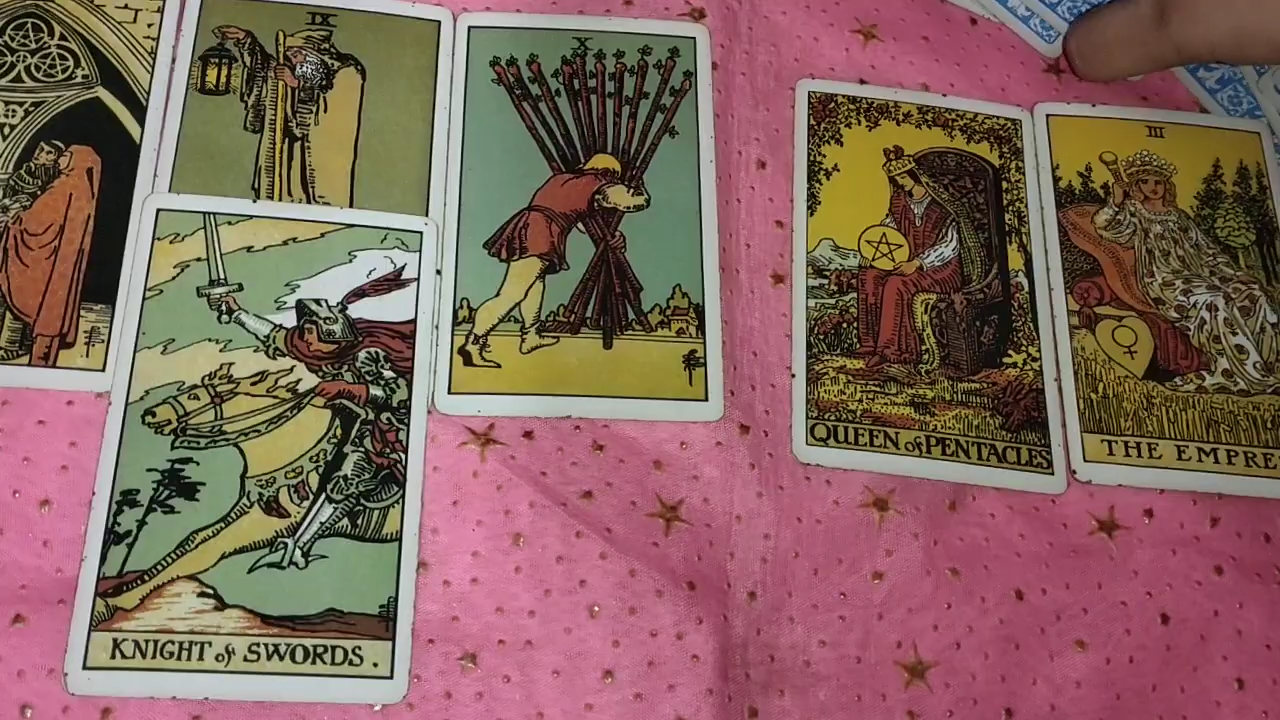 IX
X
III
QUEEN of PENTACLES
THE EMPRE
KNIGHT of SWORDS.